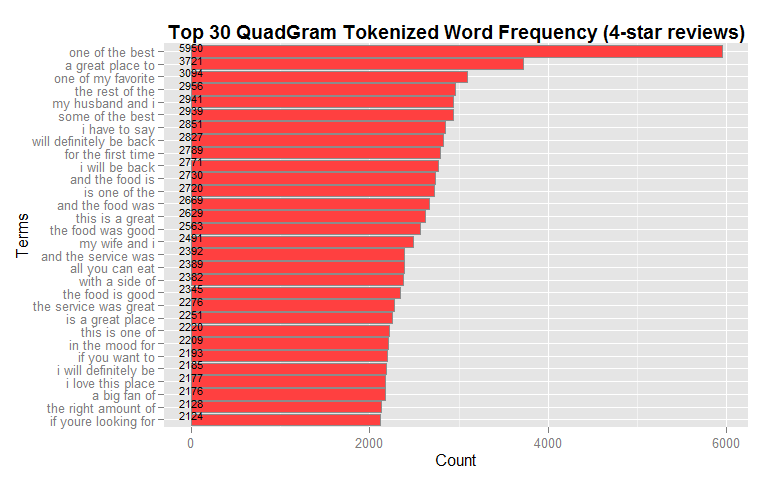 Top 30 QuadGram Tokenized Word Frequency (4-star reviews)
one of the best 5950
a great place to 3721
one of my favorite 3094
the rest of the 2956
my husband and i 2941
some of the best 2939
i have to say 2851
will definitely be back 2827
for the first time 2789
i will be back 2771
and the food is 2730
is one of the 2720
and the food was 2669
this is a great 2629
the food was good 2563
my wife and i 2491
and the service was 2392
all you can eat 2389
with a side of 2382
the food is good 2345
the service was great 2276
is a great place 2251
this is one of 2220
in the mood for 2209
if you want to 2193
i will definitely be 2185
i love this place 2177
a big fan of 2176
the right amount of 2128
if youre looking for 2124
Terms
0 2000 4000 6000
Count